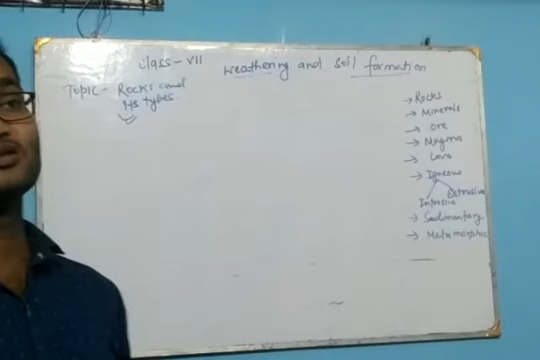 Class-VII
Weathering and Soil formation
Topic- Rocks and
its types.
→ Rocks
→ Minerals
→ Ore
→ Magma
→ Lava
→ Igneous
Extrusive
Intrusive
→ Sedimentary
→ Metamorphic